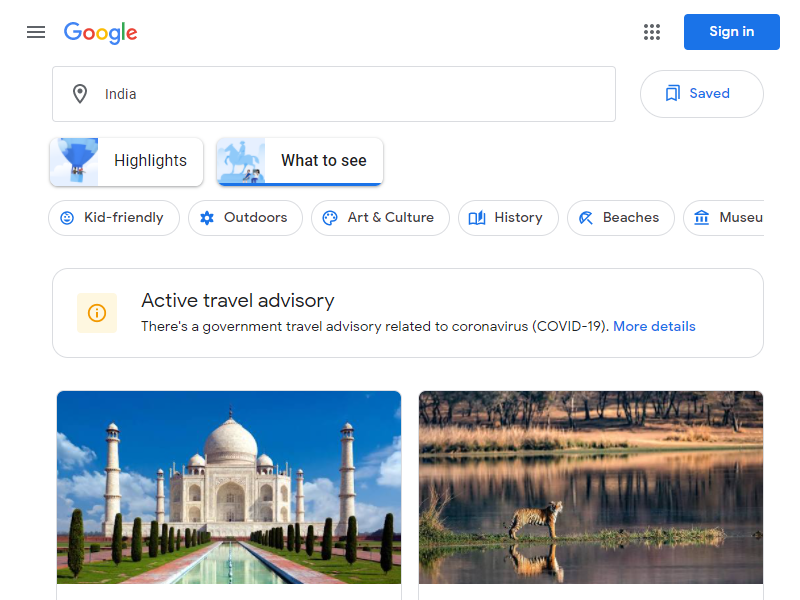 Google
Sign in
India
Saved
Highlights
What to see
Kid-friendly
Outdoors
Art & Culture
History
Beaches
Museu
Active travel advisory
There's a government travel advisory related to coronavirus (COVID-19). More details